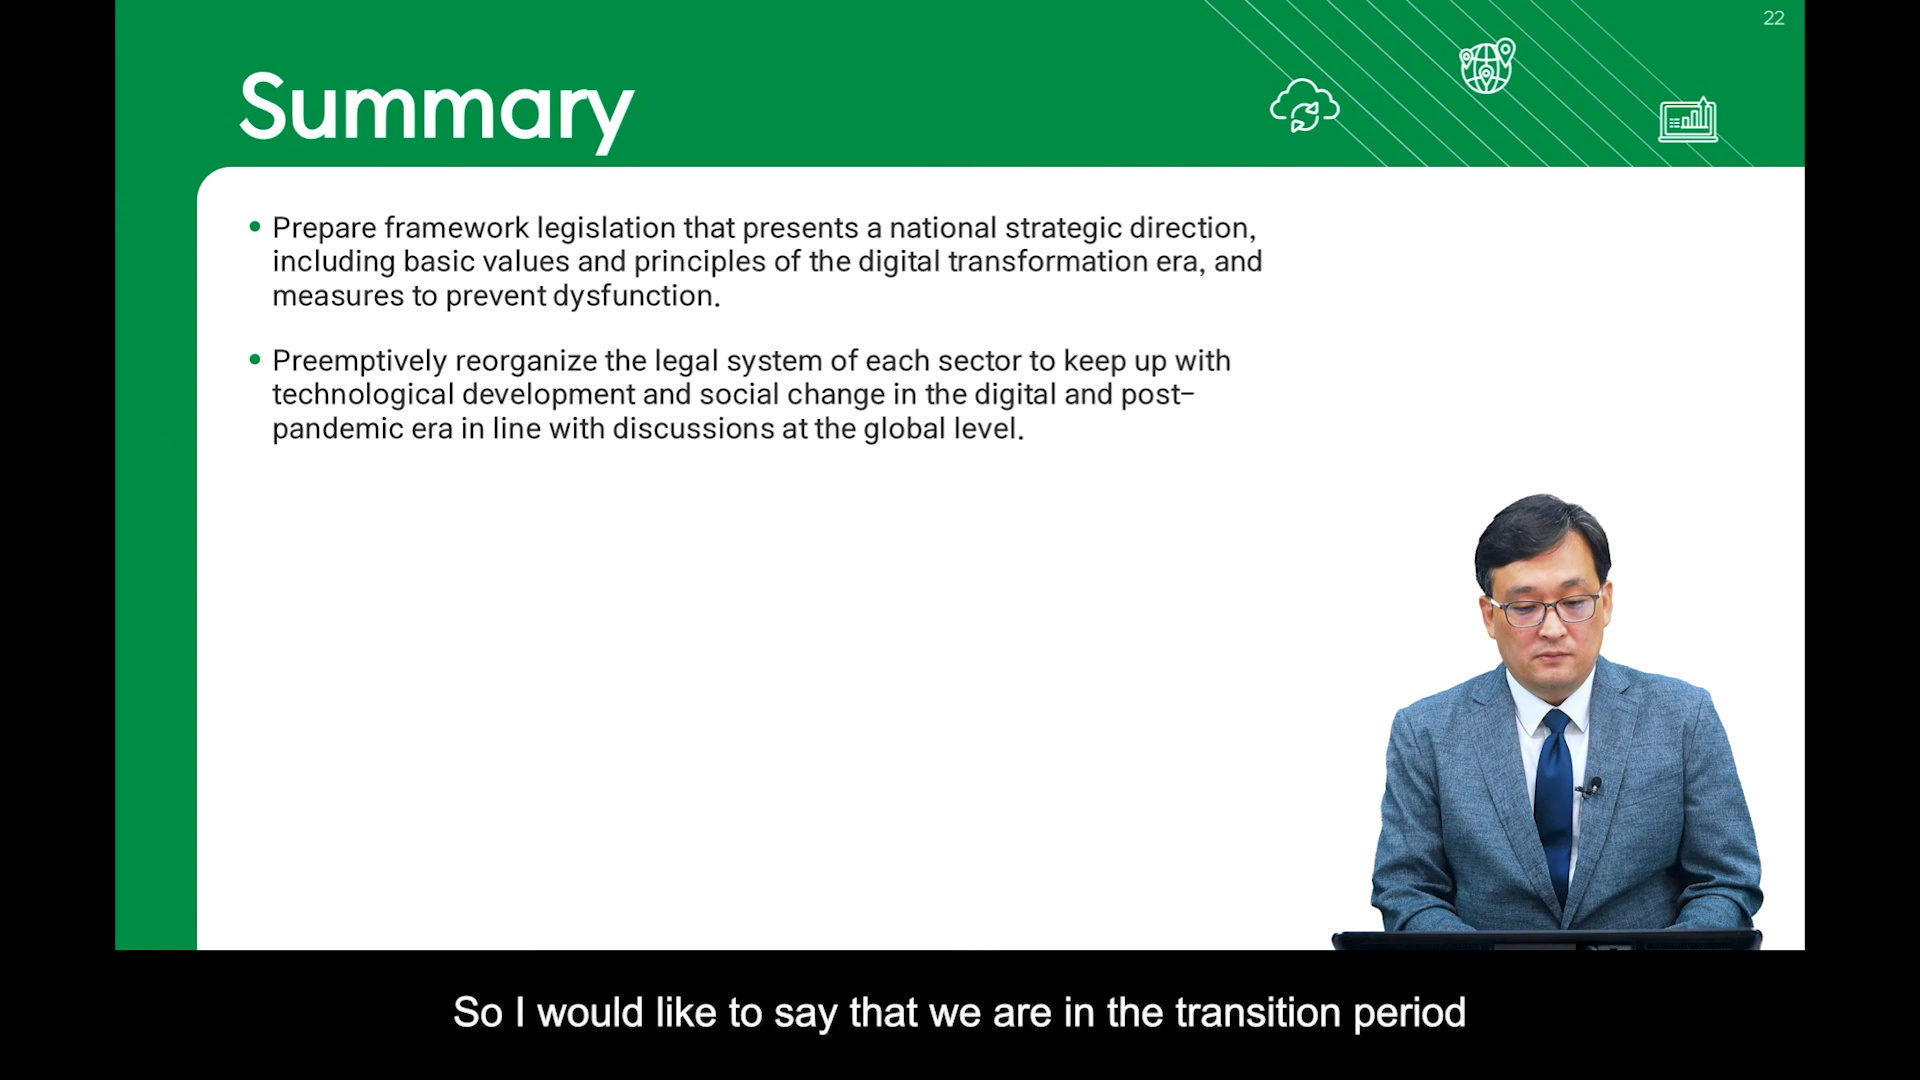 22
Summary
• Prepare framework legislation that presents a national strategic direction,
including basic values and principles of the digital transformation era, and
measures to prevent dysfunction.
• Preemptively reorganize the legal system of each sector to keep up with
technological development and social change in the digital and post-
pandemic era in line with discussions at the global level.
So I would like to say that we are in the transition period